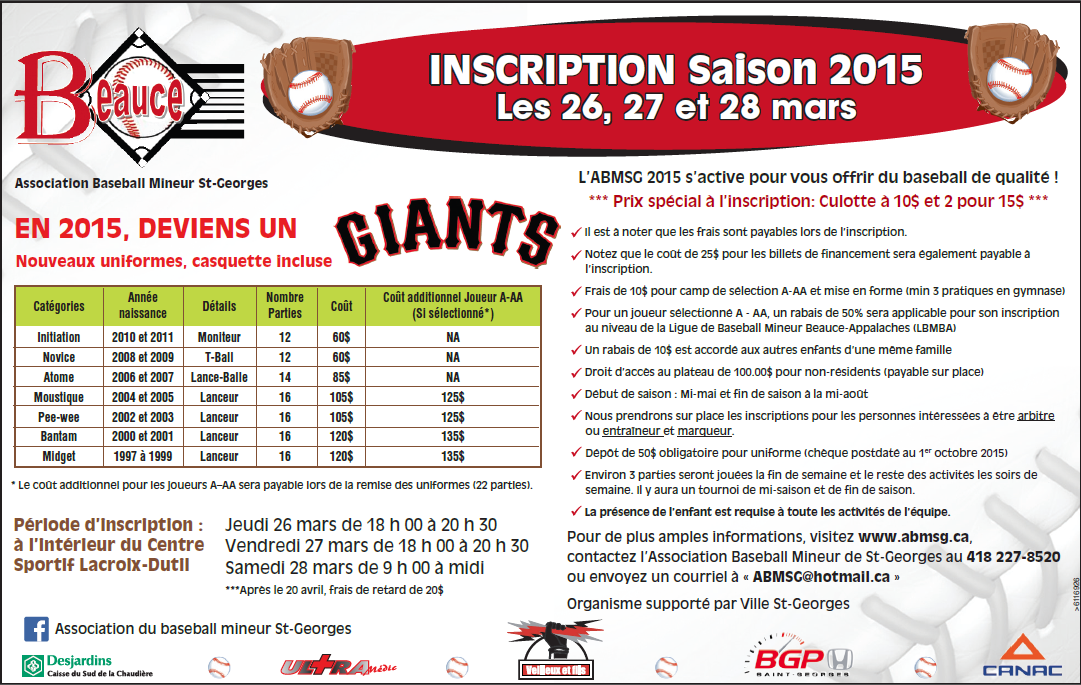 Beauce
INSCRIPTION Saison 2015
Les 26, 27 et 28 mars
Association Baseball Mineur St-Georges
EN 2015, DEVIENS UN
GIANTS
Nouveaux uniformes, casquette incluse
Catégories Année naissance Détails Nombre Parties Coût Coût additionnel Joueur A-AA (Si sélectionné*)
Initiation 2010 et 2011 Moniteur 12 60$ NA
Novice 2008 et 2009 T-Ball 12 60$ NA
Atome 2006 et 2007 Lance-Balle 14 85$ NA
Moustique 2004 et 2005 Lanceur 16 105$ 125$
Pee-wee 2002 et 2003 Lanceur 16 105$ 125$
Bantam 2000 et 2001 Lanceur 16 120$ 135$
Midget 1997 à 1999 Lanceur 16 120$ 135$
* Le coût additionnel pour les joueurs A-AA sera payable lors de la remise des uniformes (22 parties).
Période d'inscription :
à l'intérieur du Centre
Sportif Lacroix-Dutil
Jeudi 26 mars de 18 h 00 à 20 h 30
Vendredi 27 mars de 18 h 00 à 20 h 30
Samedi 28 mars de 9 h 00 à midi
***Après le 20 avril, frais de retard de 20$
L'ABMSG 2015 s'active pour vous offrir du baseball de qualité !
*** Prix spécial à l'inscription: Culotte à 10$ et 2 pour 15$ ***
✓ Il est à noter que les frais sont payables lors de l'inscription.
✓ Notez que le coût de 25$ pour les billets de financement sera également payable à
l'inscription.
✓ Frais de 10$ pour camp de sélection A-AA et mise en forme (min 3 pratiques en gymnase)
✓ Pour un joueur sélectionné A - AA, un rabais de 50% sera applicable pour son inscription
au niveau de la Ligue de Baseball Mineur Beauce-Appalaches (LBMBA)
✓ Un rabais de 10$ est accordé aux autres enfants d'une même famille
✓ Droit d'accès au plateau de 100.00$ pour non-résidents (payable sur place)
✓ Début de saison : Mi-mai et fin de saison à la mi-août
✓ Nous prendrons sur place les inscriptions pour les personnes intéressées à être arbitre
ou entraîneur et marqueur.
✓ Dépôt de 50$ obligatoire pour uniforme (chèque postdaté au 1er octobre 2015)
✓ Environ 3 parties seront jouées la fin de semaine et le reste des activités les soirs de
semaine. Il y aura un tournoi de mi-saison et de fin de saison.
✓ La présence de l'enfant est requise à toute les activités de l'équipe.
Pour de plus amples informations, visitez www.abmsg.ca,
contactez l'Association Baseball Mineur de St-Georges au 418 227-8520
ou envoyez un courriel à « ABMSG@hotmail.ca »
Organisme supporté par Ville St-Georges
>6116926
f Association du baseball mineur St-Georges
Desjardins
Caisse du Sud de la Chaudière
ULTRA Médic
Veilleux et fils
BGP
SAINT-GEORGES
CANAC